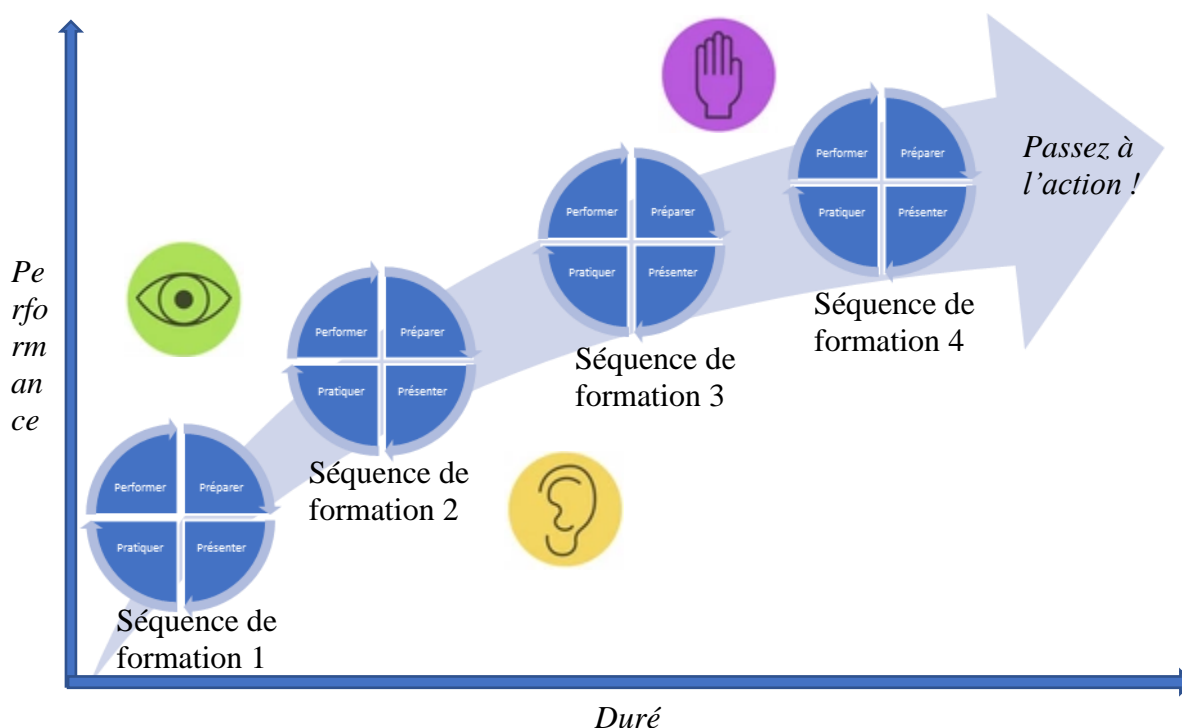 Performer
Préparer
Pratiquer
Présenter
Passez à
l’action !
Performer
Préparer
Pratiquer
Présenter
Séquence de
formation 4
Pe
rfo
rm
an
ce
Performer
Préparer
Pratiquer
Présenter
Séquence de
formation 3
Performer
Préparer
Pratiquer
Présenter
Séquence de
formation 2
Séquence de
formation 1
Duré